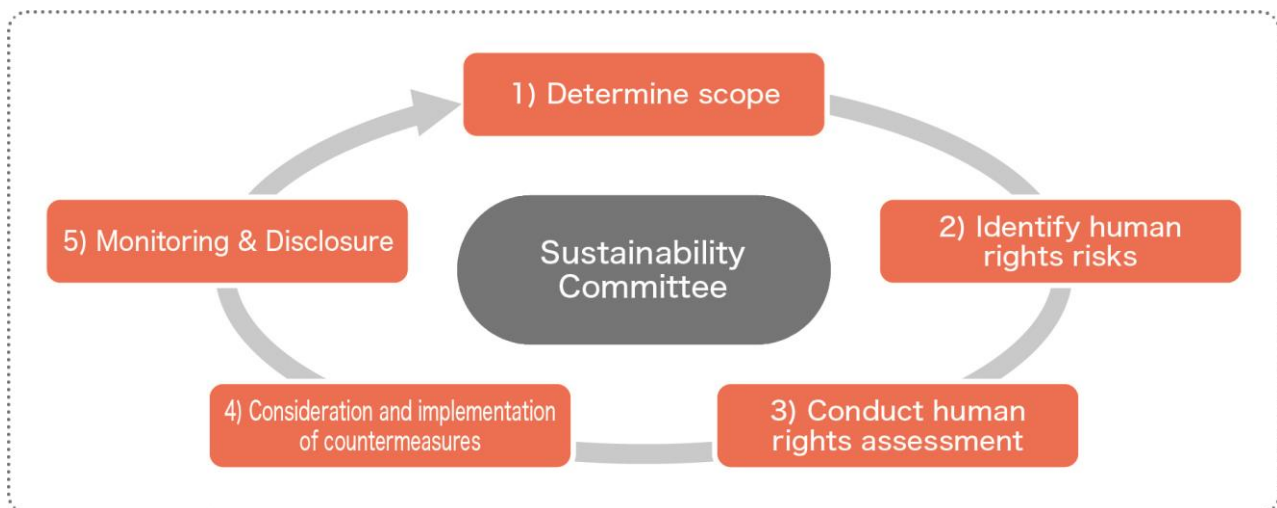 1) Determine scope
2) Identify human
rights risks
3) Conduct human
rights assessment
4) Consideration and implementation
of countermeasures
5) Monitoring & Disclosure
Sustainability
Committee